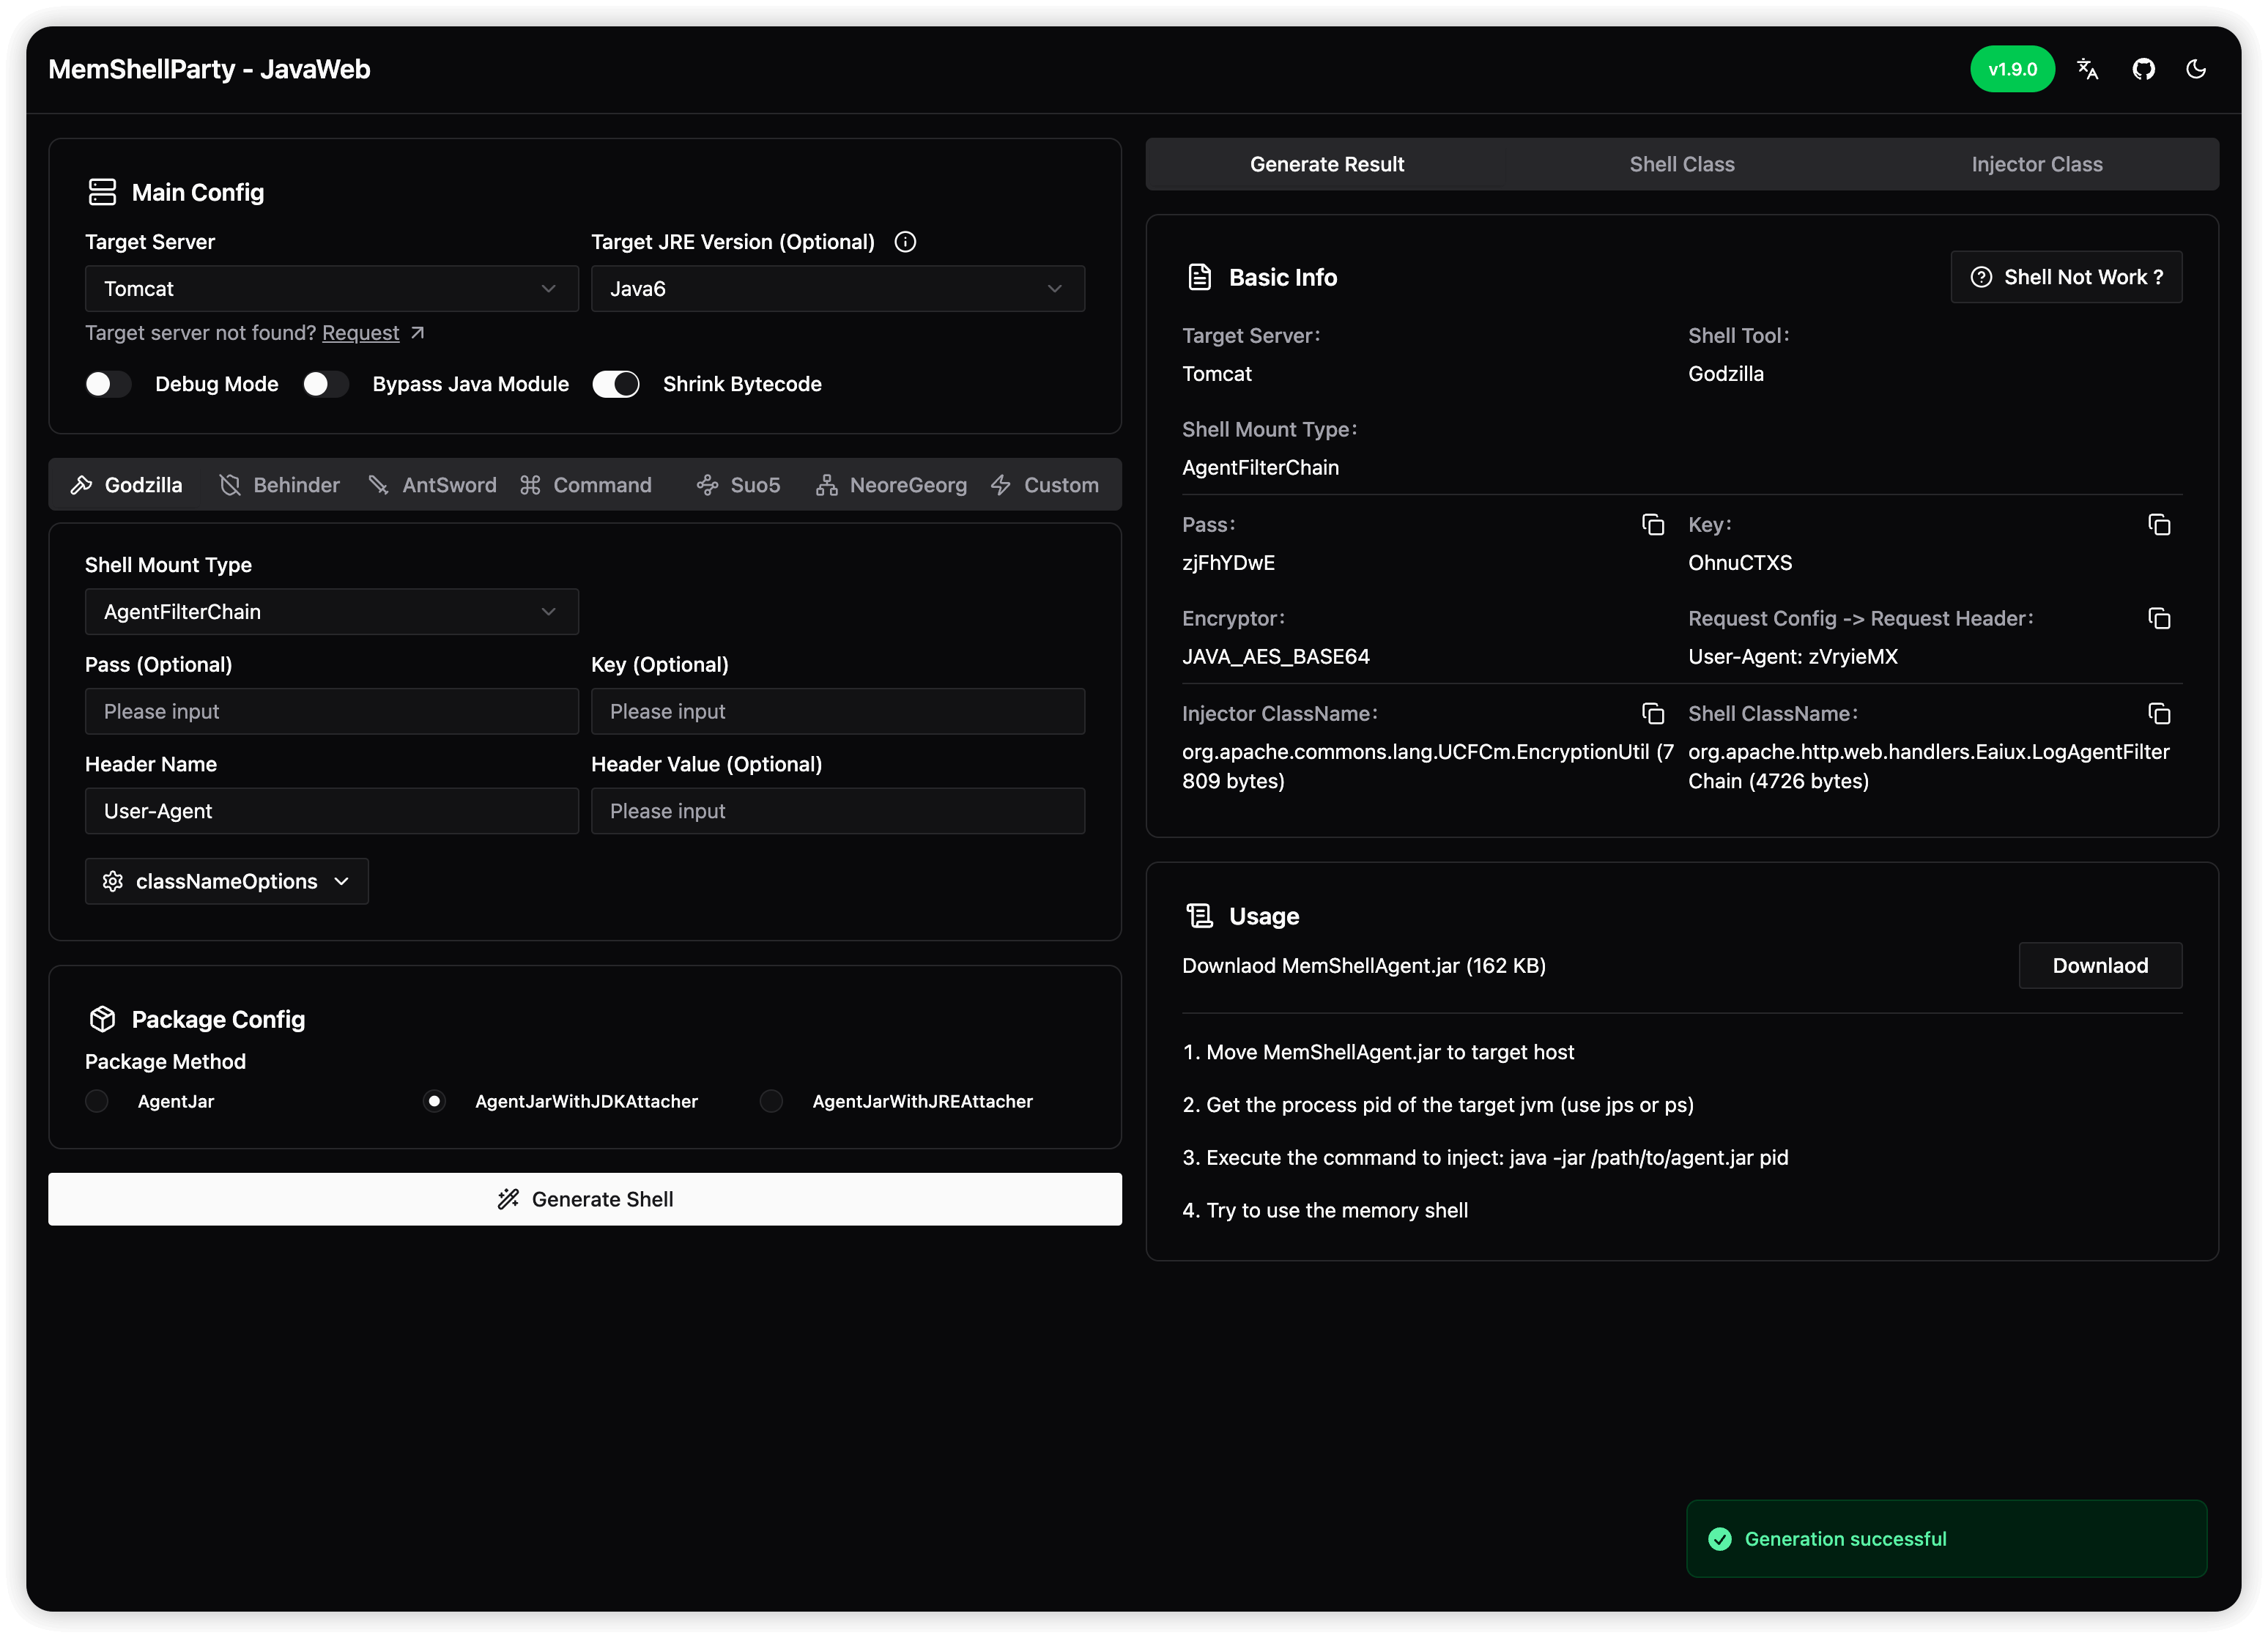 MemShellParty - JavaWeb
v1.9.0
Main Config
Target Server
Target JRE Version (Optional)
Tomcat
Java6
Target server not found? Request
Debug Mode
Bypass Java Module
Shrink Bytecode
Godzilla
Behinder
AntSword
Command
Suo5
NeoreGeorg
Custom
Shell Mount Type
AgentFilterChain
Pass (Optional)
Key (Optional)
Please input
Please input
Header Name
Header Value (Optional)
User-Agent
Please input
classNameOptions
Package Config
Package Method
AgentJar
AgentJarWithJDKAttacher
AgentJarWithJREAttacher
Generate Shell
Generate Result
Shell Class
Injector Class
Basic Info
Shell Not Work ?
Target Server:
Shell Tool:
Tomcat
Godzilla
Shell Mount Type:
AgentFilterChain
Pass:
Key:
zjFhYDwE
OhnuCTXS
Encryptor:
Request Config -> Request Header:
JAVA_AES_BASE64
User-Agent: zVryieMX
Injector ClassName:
Shell ClassName:
org.apache.commons.lang.UCFCm.EncryptionUtil (7
809 bytes)
org.apache.http.web.handlers.Eaiux.LogAgentFilter
Chain (4726 bytes)
Usage
Downlaod MemShellAgent.jar (162 KB)
Downlaod
1. Move MemShellAgent.jar to target host
2. Get the process pid of the target jvm (use jps or ps)
3. Execute the command to inject: java -jar /path/to/agent.jar pid
4. Try to use the memory shell
Generation successful